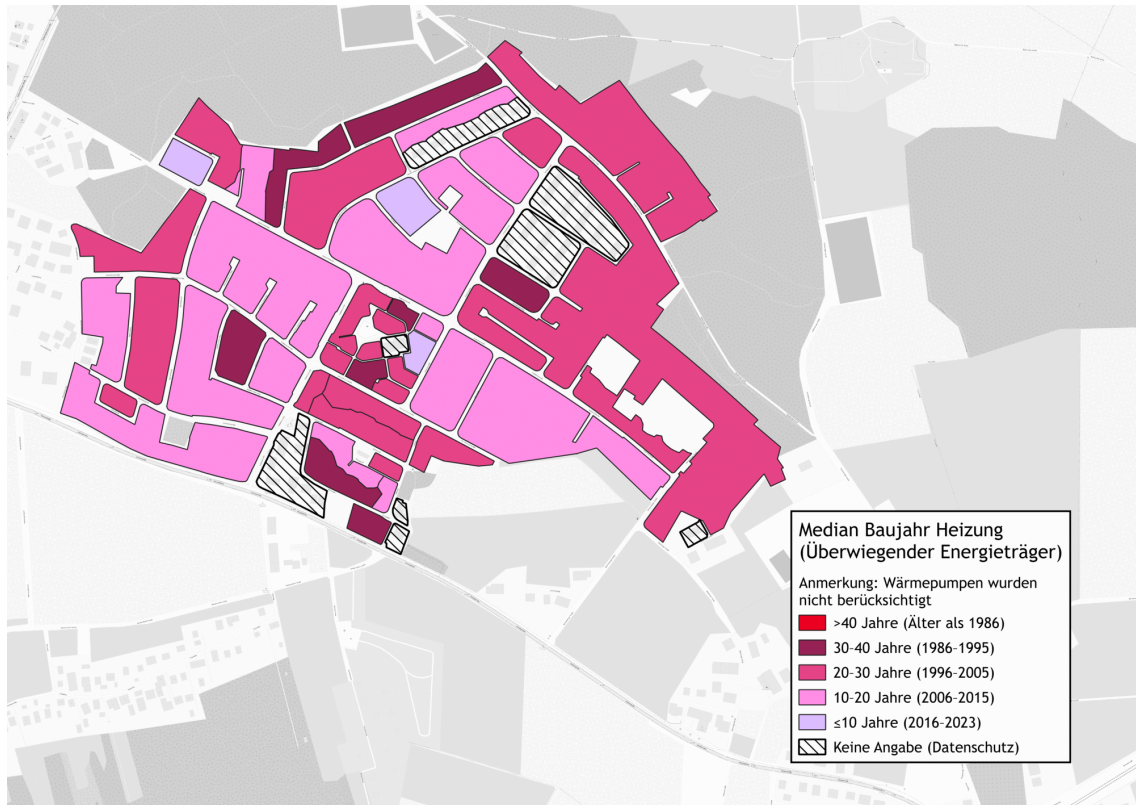 Median Baujahr Heizung
(Überwiegender Energieträger)
Anmerkung: Wärmepumpen wurden
nicht berücksichtigt
>40 Jahre (Älter als 1986)
30-40 Jahre (1986-1995)
20-30 Jahre (1996-2005)
10-20 Jahre (2006-2015)
≤10 Jahre (2016-2023)
Keine Angabe (Datenschutz)